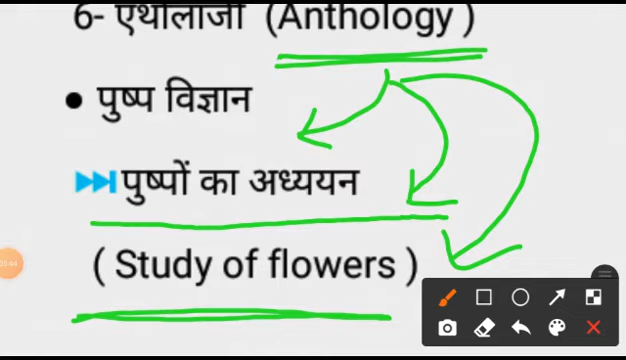 6- एंथोलॉजी (Anthology )
● पुष्प विज्ञान
पुष्पों का अध्ययन
( Study of flowers )